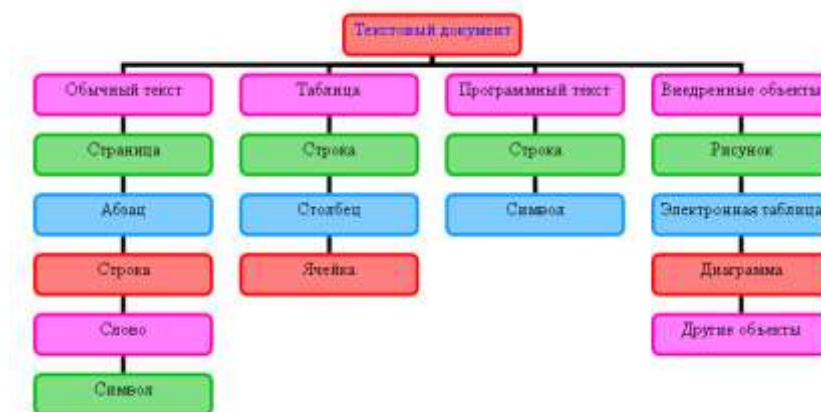 Текстовый документ
Обычный текст
Таблица
Программный текст
Внедренные объекты
Страница
Строка
Строка
Рисунок
Абзац
Столбец
Символ
Электронная таблица
Строка
Ячейка
Диаграмма
Слово
Другие объекты
Символ